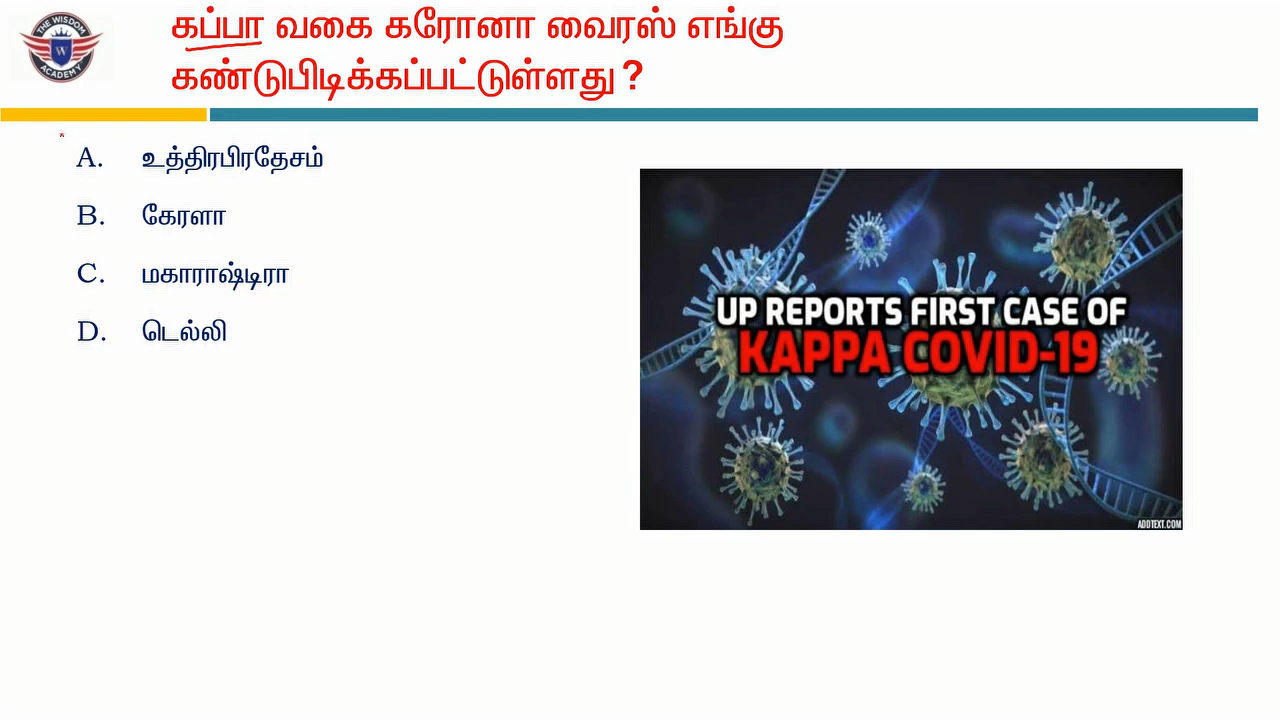 THE WISDOM
W
ACADEMY
கப்பா வகை கரோனா வைரஸ் எங்கு
கண்டுபிடிக்கப்பட்டுள்ளது ?
A. உத்திரபிரதேசம்
B. கேரளா
C. மகாராஷ்டிரா
D. டெல்லி
UP REPORTS FIRST CASE OF
KAPPA COVID-19
ADDTEXT.COM